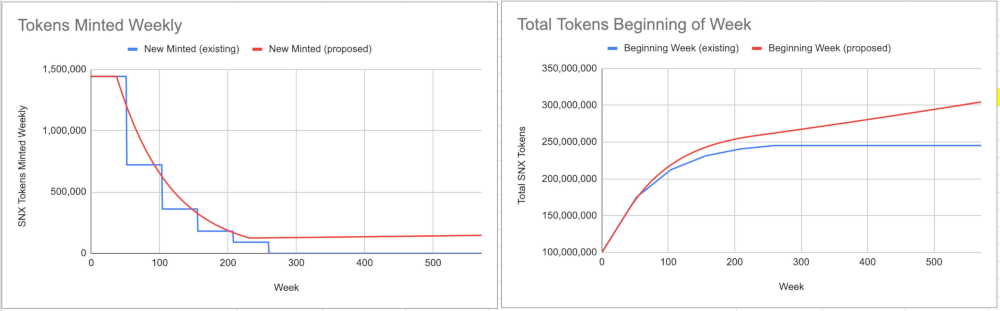 Tokens Minted Weekly
New Minted (existing) New Minted (proposed)
1,500,000
1,000,000
500,000
0
SNX Tokens Minted Weekly
0 100 200 300 400 500
Week
Total Tokens Beginning of Week
Beginning Week (existing) Beginning Week (proposed)
350,000,000
300,000,000
250,000,000
200,000,000
150,000,000
100,000,000
Total SNX Tokens
0 100 200 300 400 500
Week